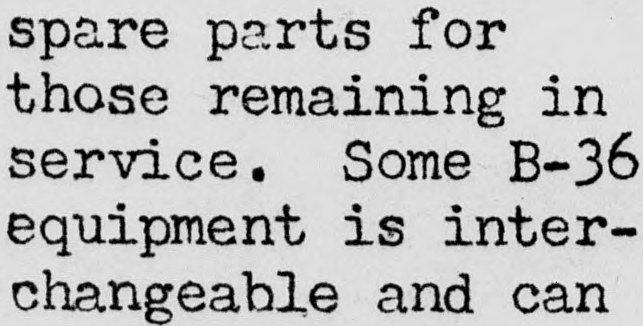 spare parts for
those remaining in
service. Some B-36
equipment is inter-
changeable and can